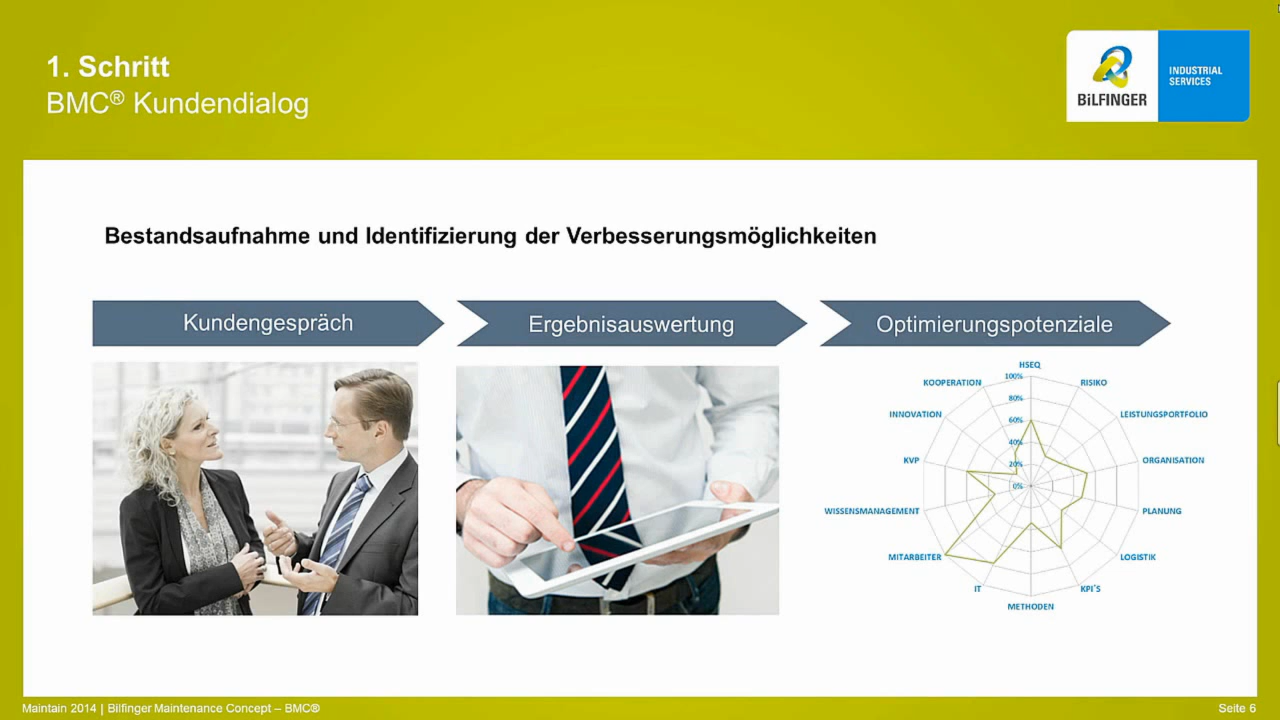 1. Schritt
BMC® Kundendialog
BiLFINGER
INDUSTRIAL
SERVICES
Bestandsaufnahme und Identifizierung der Verbesserungsmöglichkeiten
Kundengespräch
Ergebnisauswertung
Optimierungspotenziale
HSEQ
100%
KOOPERATION
RISIKO
80%
INNOVATION
LEISTUNGSPORTFOLIO
60%
40%
KVP
ORGANISATION
20%
0%
WISSENSMANAGEMENT
PLANUNG
MITARBEITER
LOGISTIK
IT
KPI´S
METHODEN
Maintain 2014 | Bilfinger Maintenance Concept – BMC®
Seite 6